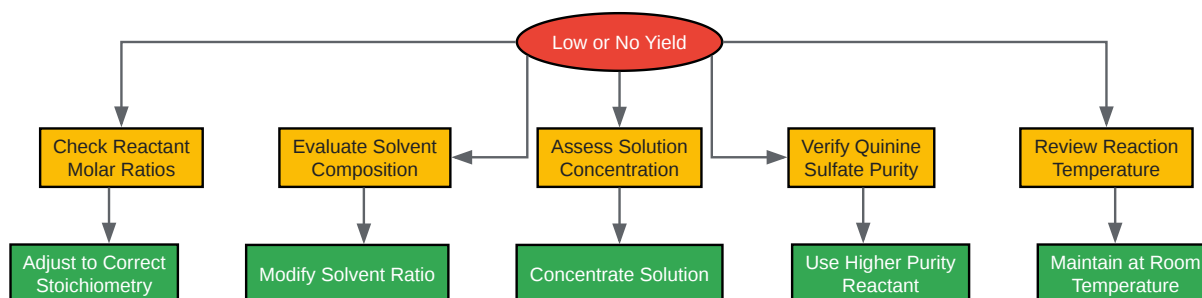 Low or No Yield
Check Reactant
Molar Ratios
Evaluate Solvent
Composition
Assess Solution
Concentration
Verify Quinine
Sulfate Purity
Review Reaction
Temperature
Adjust to Correct
Stoichiometry
Modify Solvent Ratio
Concentrate Solution
Use Higher Purity
Reactant
Maintain at Room
Temperature